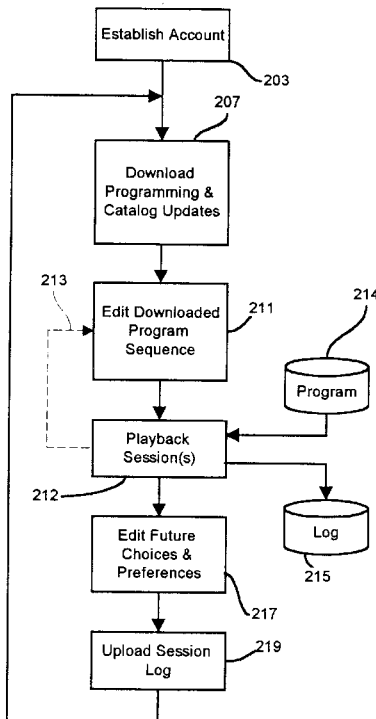 Establish Account
203
207
Download
Programming &
Catalog Updates
213
Edit Downloaded
Program
Sequence
211
214
Program
Playback
Session(s)
212
Log
215
Edit Future
Choices &
Preferences
217
Upload Session
Log
219